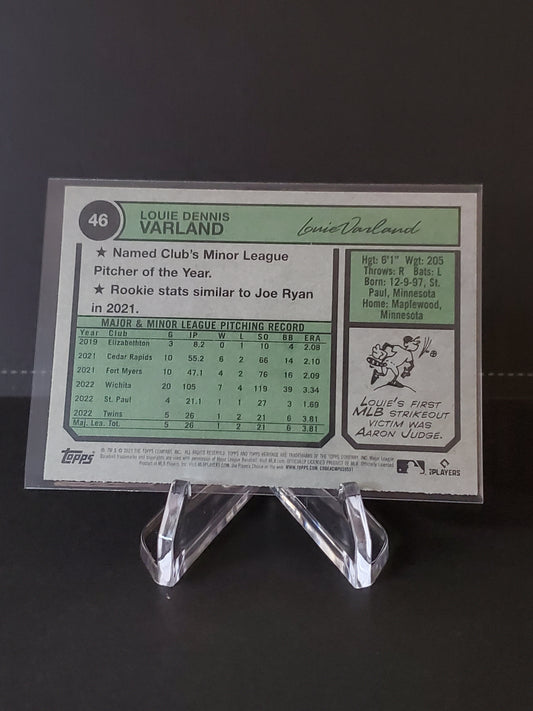 46
LOUIE DENNIS
VARLAND
Louie Varland
★ Named Club's Minor League
Pitcher of the Year.
★ Rookie stats similar to Joe Ryan
in 2021.
MAJOR & MINOR LEAGUE PITCHING RECORD
Year Club G IP W L SO BB ERA
2019 Elizabethton 3 8.2 0 1 10 4 2.08
2021 Cedar Rapids 10 55.2 6 2 66 14 2.10
2021 Fort Myers 10 47.1 4 2 76 16 2.09
2022 Wichita 20 105 7 4 119 39 3.34
2022 St. Paul 4 21.1 1 1 27 3 1.69
2022 Twins 5 26 1 2 21 6 3.81
Maj. Lea. Tot. 5 26 1 2 21 6 3.81
Hgt: 6'1" Wgt: 205
Throws: R Bats: L
Born: 12-9-97, St.
Paul, Minnesota
Home: Maplewood,
Minnesota
LOUIE'S FIRST
MLB STRIKEOUT
VICTIM WAS
AARON JUDGE.
topps
PLAYERS